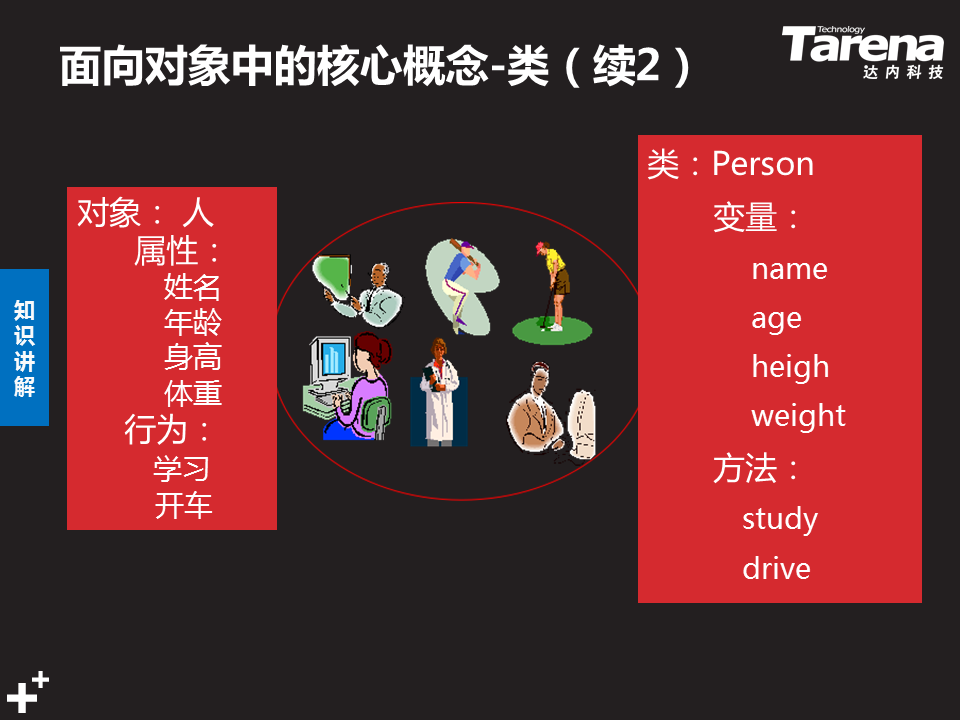 面向对象中的核心概念-类（续2）
Technology
Tarena
达内科技
知识讲解
对象： 人
属性：
姓名
年龄
身高
体重
行为：
学习
开车
类：Person
变量：
name
age
heigh
weight
方法：
study
drive